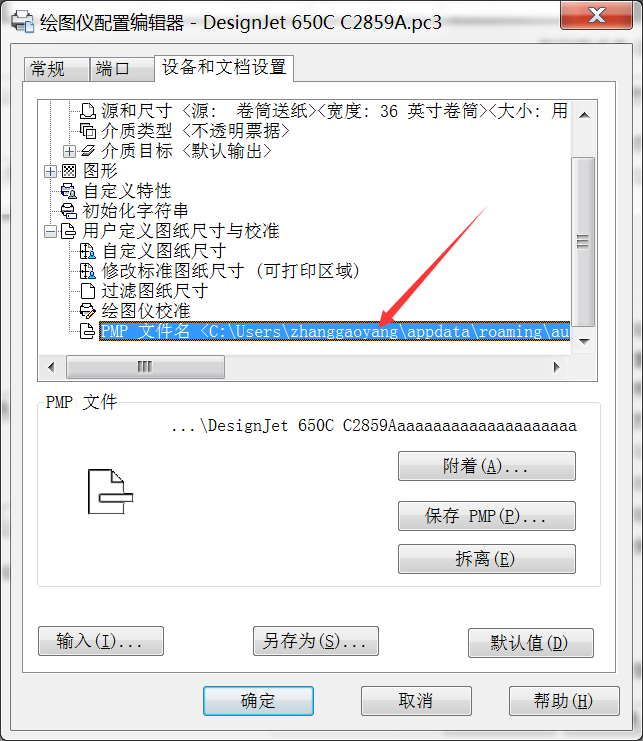 绘图仪配置编辑器 - DesignJet 650C C2859A.pc3
常规 端口 设备和文档设置
源和尺寸 <源: 卷筒送纸><宽度: 36 英寸卷筒><大小: 用
介质类型 <不透明票据>
介质目标 <默认输出>
图形
自定义特性
初始化字符串
用户定义图纸尺寸与校准
自定义图纸尺寸
修改标准图纸尺寸 (可打印区域)
过滤图纸尺寸
绘图仪校准
PMP 文件名 <C:\Users\zhanggaoyang\appdata\roaming\au
PMP 文件
...\DesignJet 650C C2859Aaaaaaaaaaaaaaaaaaaaa
附着(A)...
保存 PMP(P)...
拆离(E)
输入(I)... 另存为(S)... 默认值(D)
确定 取消 帮助(H)